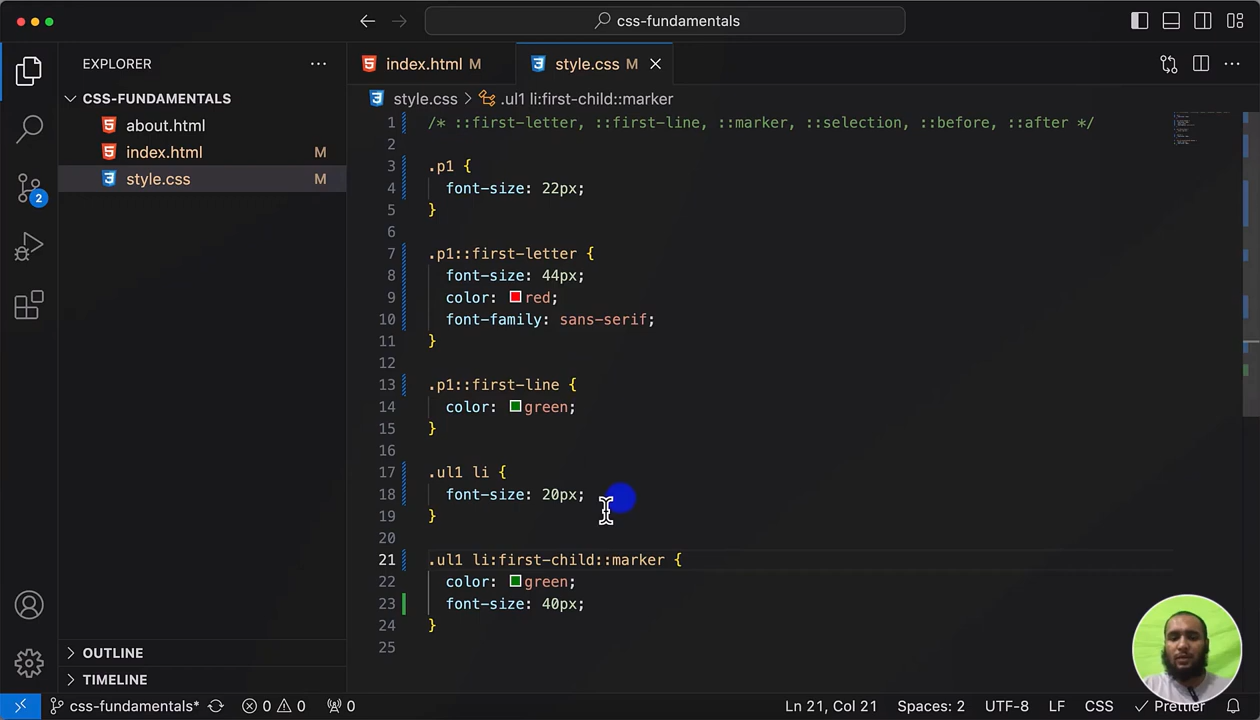 css-fundamentals
EXPLORER
index.html M
style.css M
CSS-FUNDAMENTALS
style.css > .ul1 li:first-child::marker
about.html
index.html M
style.css M
2
1 /* ::first-letter, ::first-line, ::marker, ::selection, ::before, ::after */
2
3 .p1 {
4 font-size: 22px;
5 }
6
7 .p1::first-letter {
8 font-size: 44px;
9 color: red;
10 font-family: sans-serif;
11 }
12
13 .p1::first-line {
14 color: green;
15 }
16
17 .ul1 li {
18 font-size: 20px;
19 }
20
21 .ul1 li:first-child::marker {
22 color: green;
23 font-size: 40px;
24 }
25
OUTLINE
TIMELINE
css-fundamentals* 0 0 0 Ln 21, Col 21 Spaces: 2 UTF-8 LF CSS Prettier